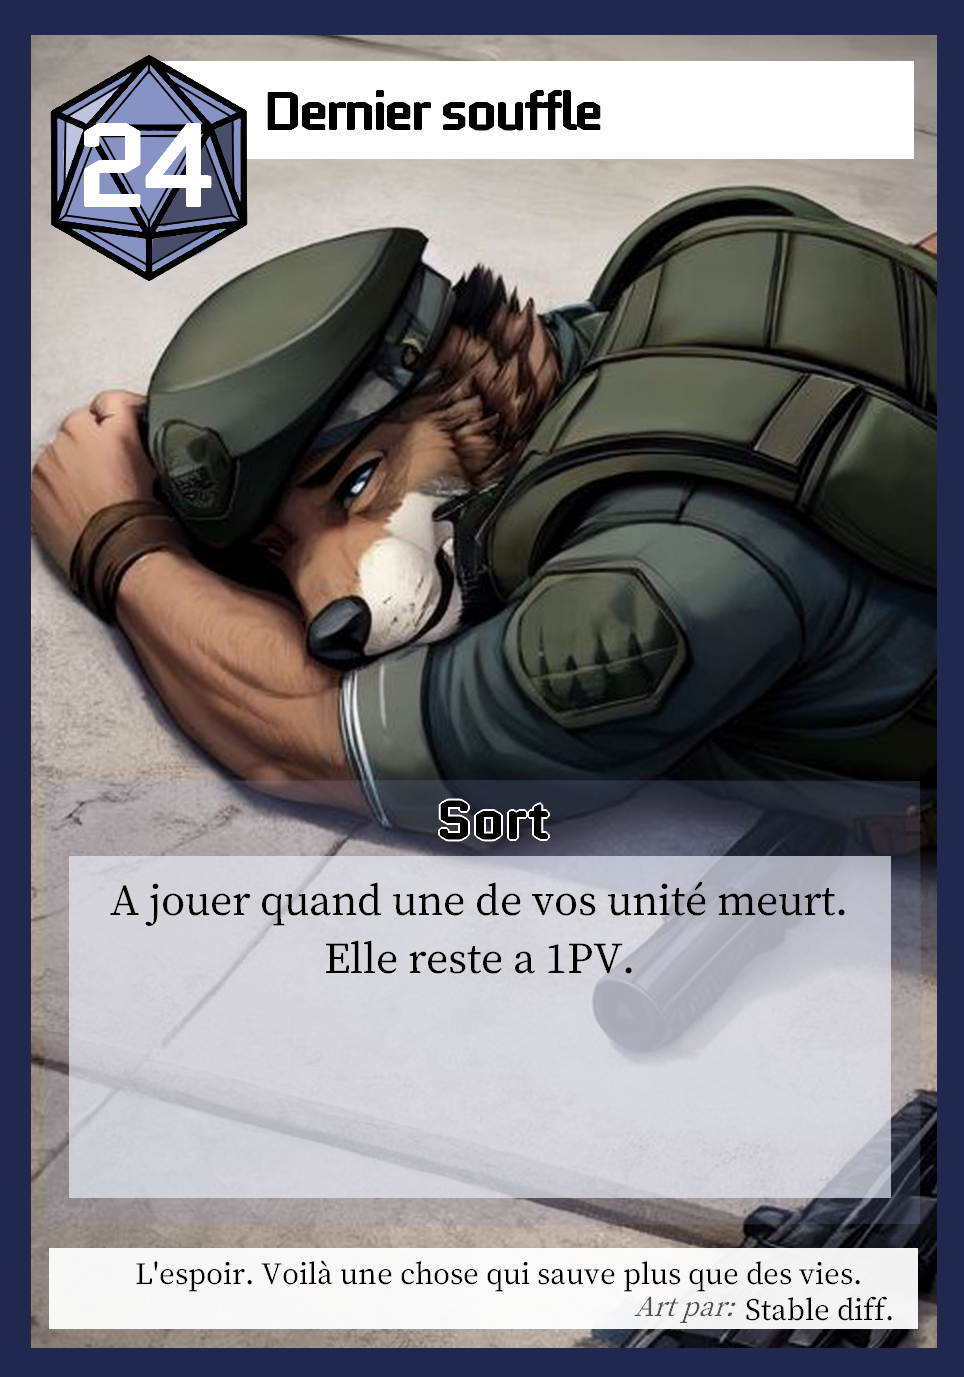 24
Dernier souffle
Sort
A jouer quand une de vos unité meurt.
Elle reste a 1PV.
L'espoir. Voilà une chose qui sauve plus que des vies.
Art par: Stable diff.